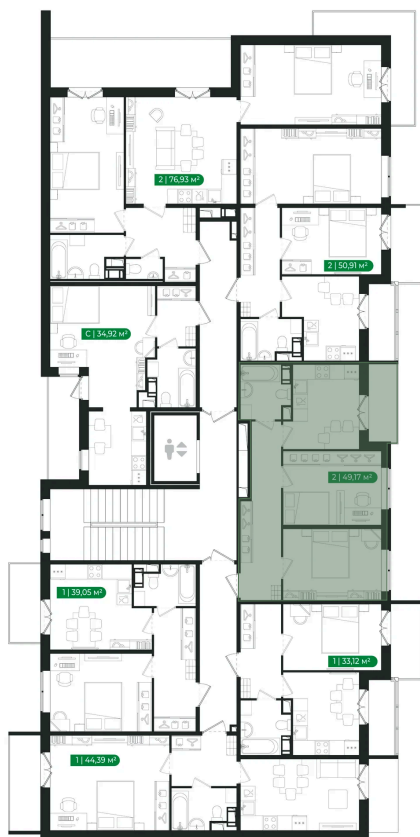 2 | 76,93 м²
2 | 50,91 м²
С | 34,92 м²
2 | 49,17 м²
1 | 39,05 м²
1 | 33,12 м²
1 | 44,39 м²